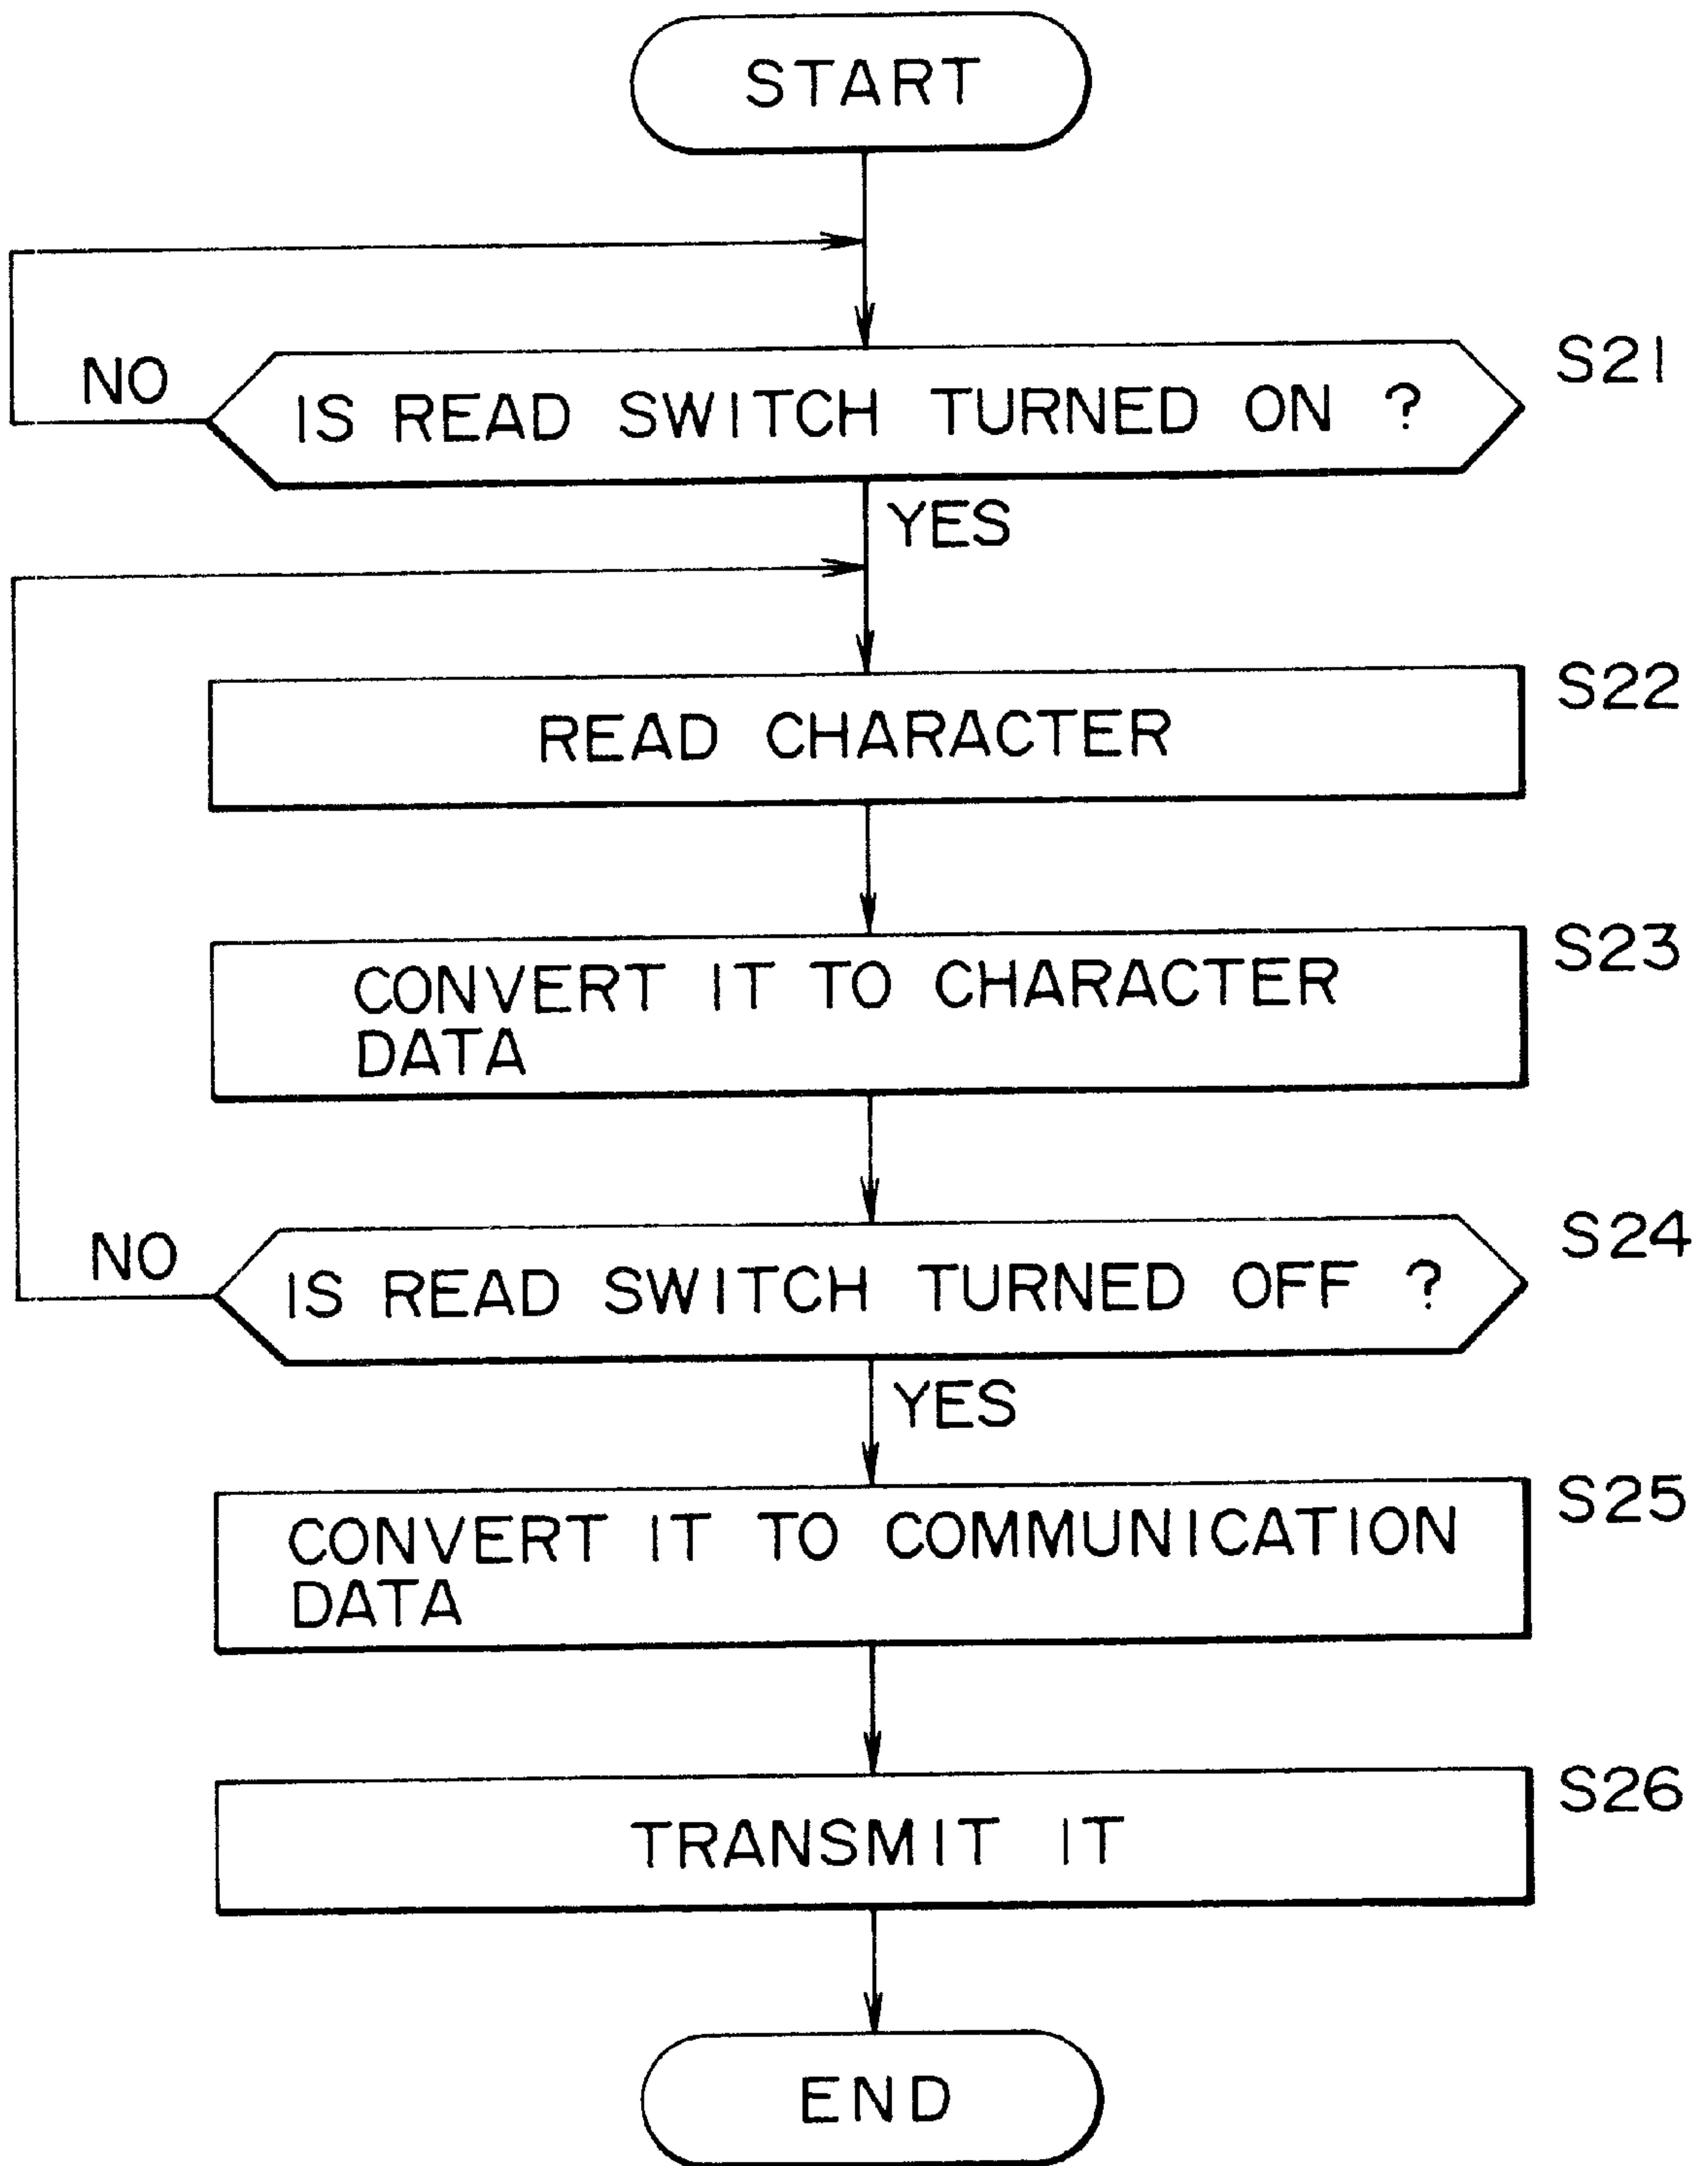 START
NO
IS READ SWITCH TURNED ON ?
S21
YES
S22
READ CHARACTER
S23
CONVERT IT TO CHARACTER
DATA
NO
IS READ SWITCH TURNED OFF ?
S24
YES
S25
CONVERT IT TO COMMUNICATION
DATA
S26
TRANSMIT IT
END